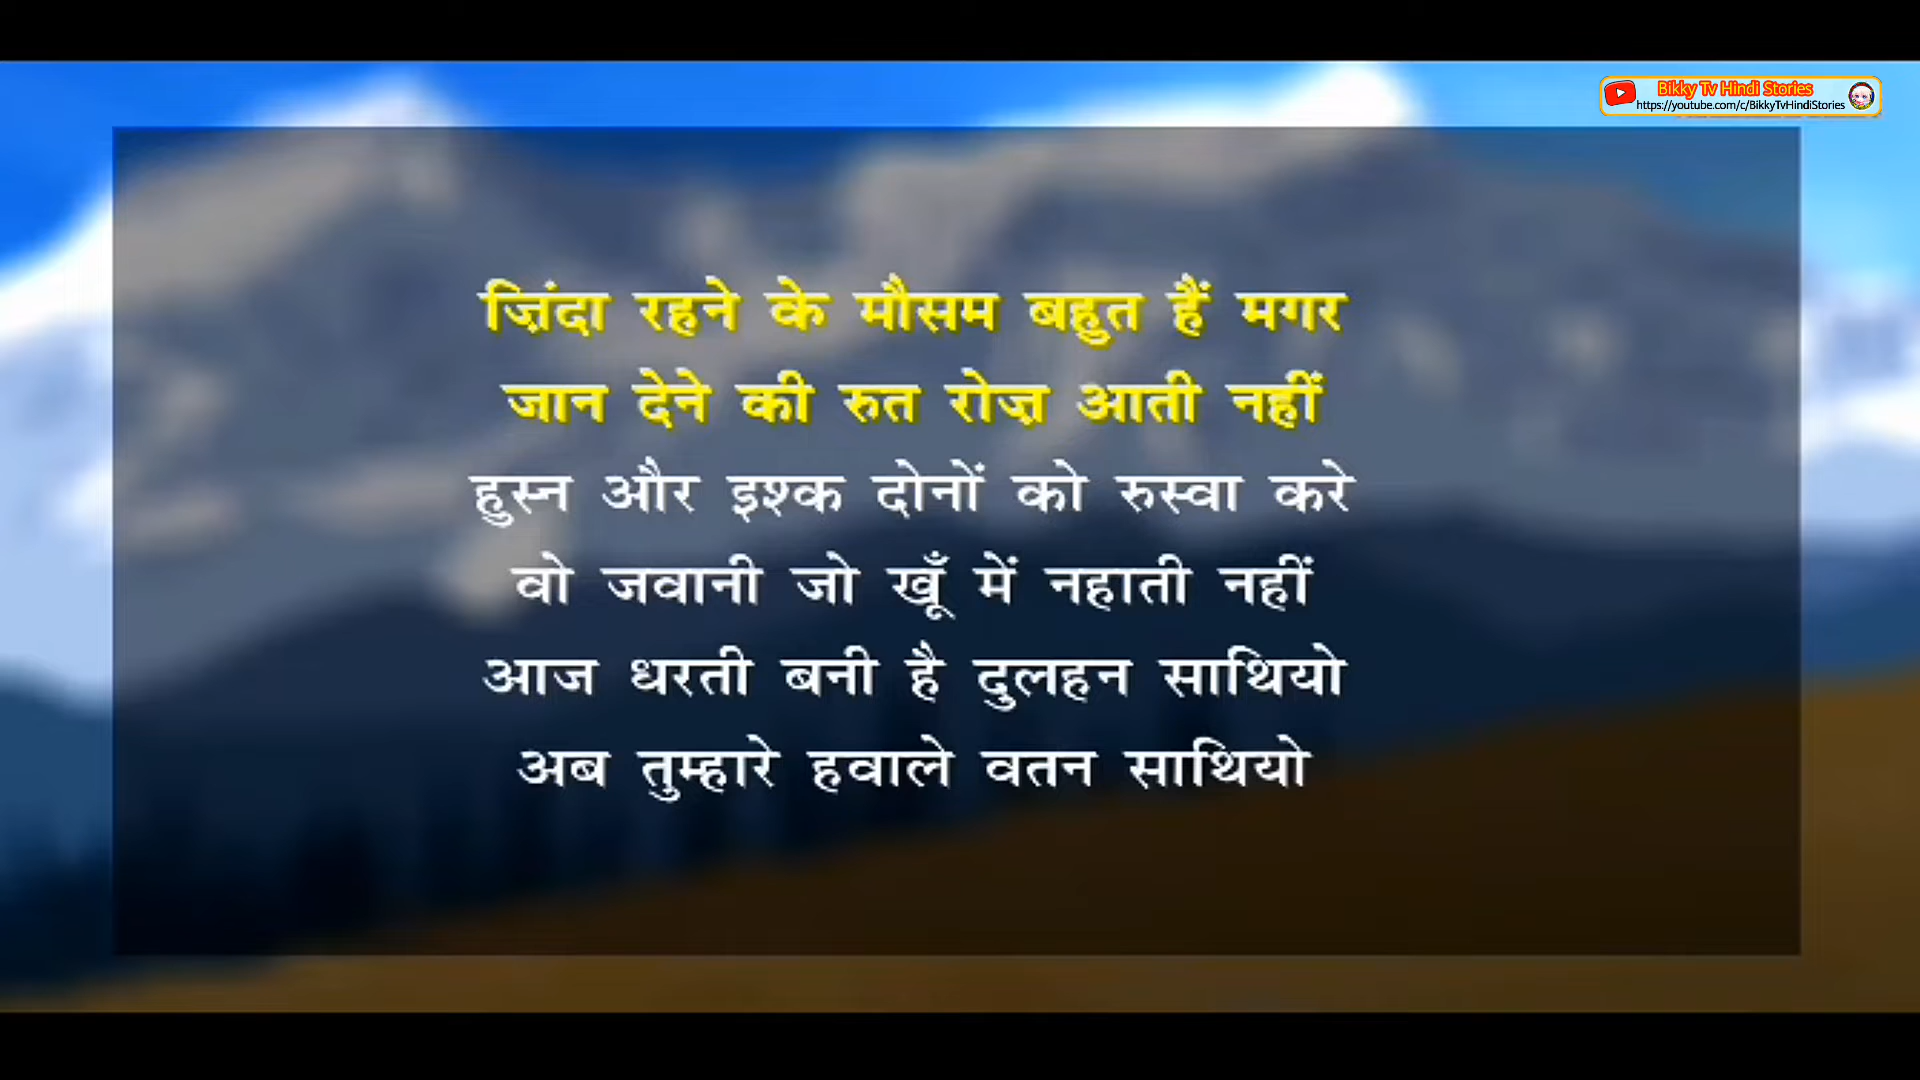 Bikky Tv Hindi Stories
https://youtube.com/c/BikkyTvHindiStories
ज़िंदा रहने के मौसम बहुत हैं मगर
जान देने की रुत रोज़ आती नहीं
हुस्न और इश्क दोनों को रुस्वा करे
वो जवानी जो खूँ में नहाती नहीं
आज धरती बनी है दुलहन साथियो
अब तुम्हारे हवाले वतन साथियो